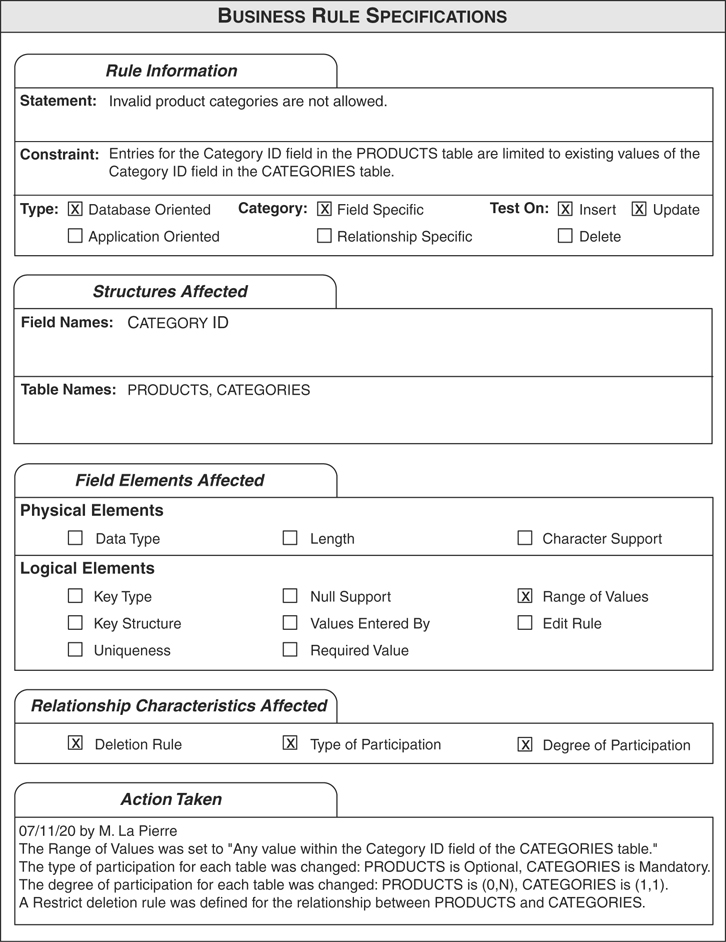 BUSINESS RULE SPECIFICATIONS
Rule Information
Statement: Invalid product categories are not allowed.
Constraint: Entries for the Category ID field in the PRODUCTS table are limited to existing values of the
Category ID field in the CATEGORIES table.
Type: X Database Oriented Category: X Field Specific Test On: X Insert X Update
Application Oriented Relationship Specific Delete
Structures Affected
Field Names: CATEGORY ID
Table Names: PRODUCTS, CATEGORIES
Field Elements Affected
Physical Elements
Data Type Length Character Support
Logical Elements
Key Type Null Support X Range of Values
Key Structure Values Entered By Edit Rule
Uniqueness Required Value
Relationship Characteristics Affected
X Deletion Rule X Type of Participation X Degree of Participation
Action Taken
07/11/20 by M. La Pierre
The Range of Values was set to "Any value within the Category ID field of the CATEGORIES table."
The type of participation for each table was changed: PRODUCTS is Optional, CATEGORIES is Mandatory.
The degree of participation for each table was changed: PRODUCTS is (0,N), CATEGORIES is (1,1).
A Restrict deletion rule was defined for the relationship between PRODUCTS and CATEGORIES.